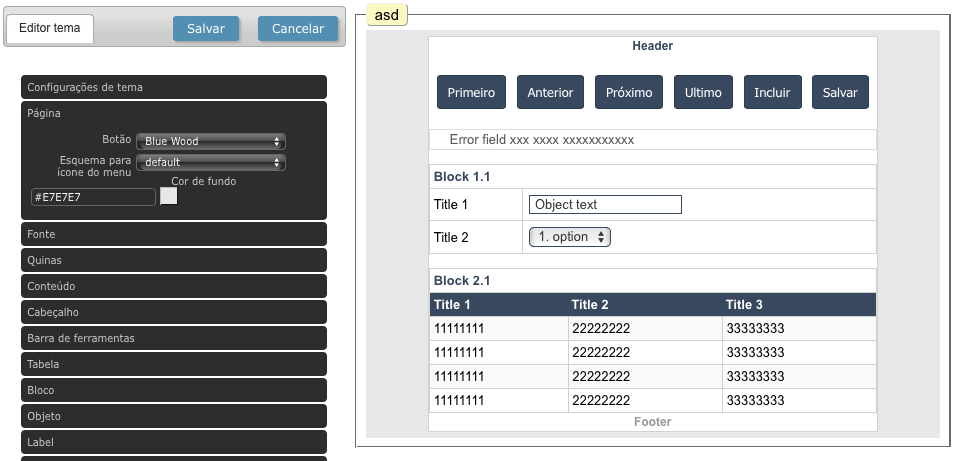 Editor tema
Salvar
Cancelar
Configurações de tema
Página
Botão
Blue Wood
Esquema para
ícone do menu
default
Cor de fundo
#E7E7E7
Fonte
Quinas
Conteúdo
Cabeçalho
Barra de ferramentas
Tabela
Bloco
Objeto
Label
asd
Header
Primeiro Anterior Próximo Ultimo Incluir Salvar
Error field xxx xxxx xxxxxxxxxxx
Block 1.1
Title 1 Object text
Title 2 1. option
Block 2.1
Title 1 Title 2 Title 3
11111111 22222222 33333333
11111111 22222222 33333333
11111111 22222222 33333333
11111111 22222222 33333333
Footer